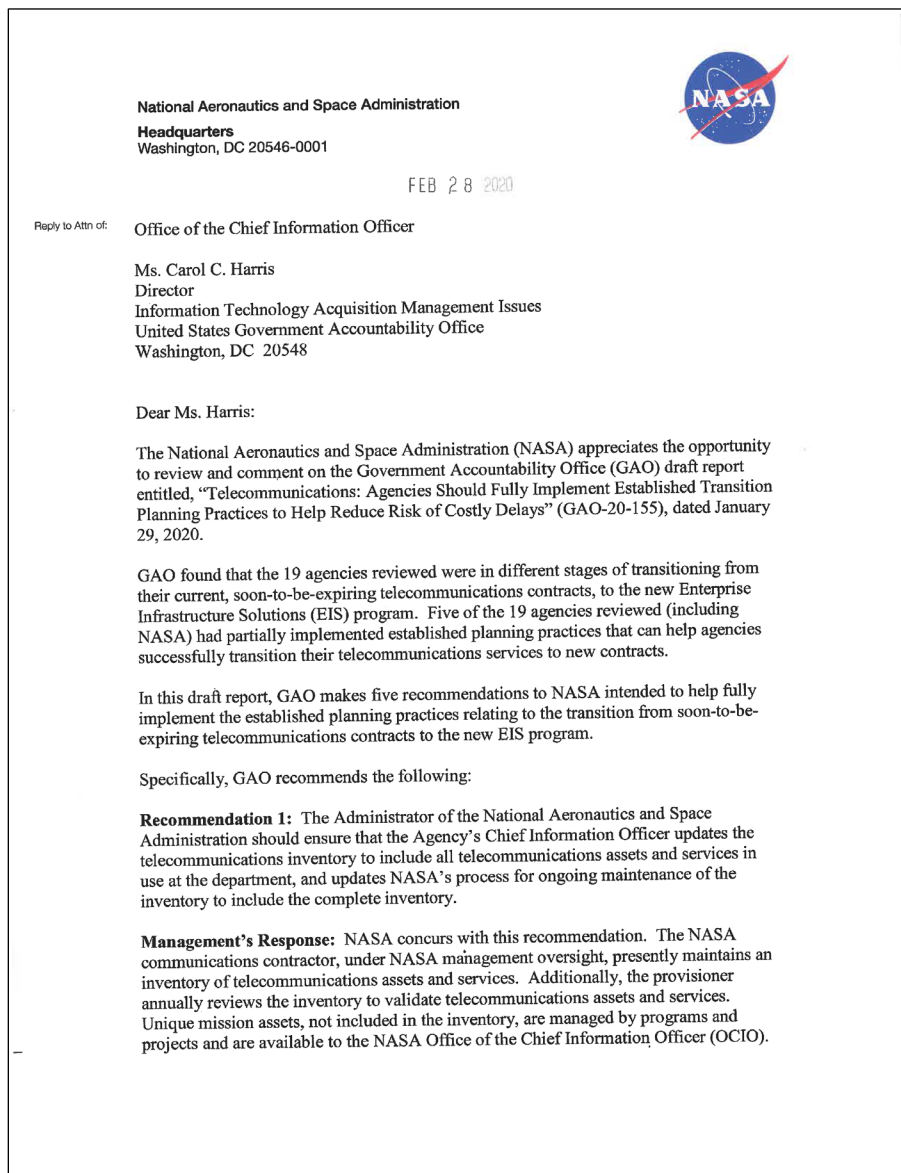 National Aeronautics and Space Administration
Headquarters
Washington, DC 20546-0001
NASA
FEB 28 2020
Reply to Attn of: Office of the Chief Information Officer
Ms. Carol C. Harris
Director
Information Technology Acquisition Management Issues
United States Government Accountability Office
Washington, DC 20548
Dear Ms. Harris:
The National Aeronautics and Space Administration (NASA) appreciates the opportunity
to review and comment on the Government Accountability Office (GAO) draft report
entitled, “Telecommunications: Agencies Should Fully Implement Established Transition
Planning Practices to Help Reduce Risk of Costly Delays” (GAO-20-155), dated January
29, 2020.
GAO found that the 19 agencies reviewed were in different stages of transitioning from
their current, soon-to-be-expiring telecommunications contracts, to the new Enterprise
Infrastructure Solutions (EIS) program. Five of the 19 agencies reviewed (including
NASA) had partially implemented established planning practices that can help agencies
successfully transition their telecommunications services to new contracts.
In this draft report, GAO makes five recommendations to NASA intended to help fully
implement the established planning practices relating to the transition from soon-to-be-
expiring telecommunications contracts to the new EIS program.
Specifically, GAO recommends the following:
Recommendation 1: The Administrator of the National Aeronautics and Space
Administration should ensure that the Agency’s Chief Information Officer updates the
telecommunications inventory to include all telecommunications assets and services in
use at the department, and updates NASA’s process for ongoing maintenance of the
inventory to include the complete inventory.
Management’s Response: NASA concurs with this recommendation. The NASA
communications contractor, under NASA management oversight, presently maintains an
inventory of telecommunications assets and services. Additionally, the provisioner
annually reviews the inventory to validate telecommunications assets and services.
Unique mission assets, not included in the inventory, are managed by programs and
projects and are available to the NASA Office of the Chief Information Officer (OCIO).